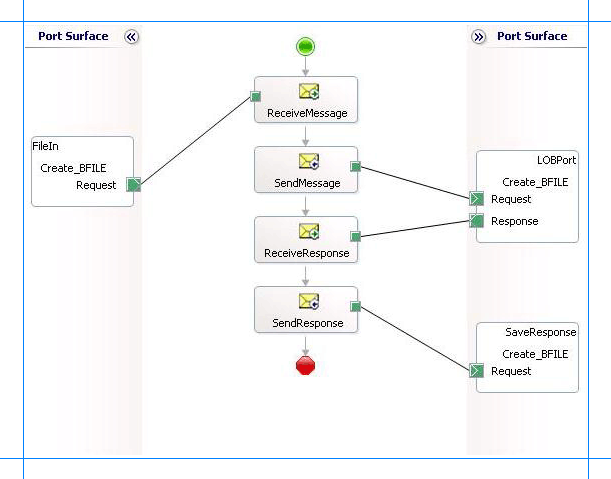 Port Surface
Port Surface
ReceiveMessage
FileIn
Create_BFILE
Request
SendMessage
LOBPort
Create_BFILE
Request
Response
ReceiveResponse
SendResponse
SaveResponse
Create_BFILE
Request